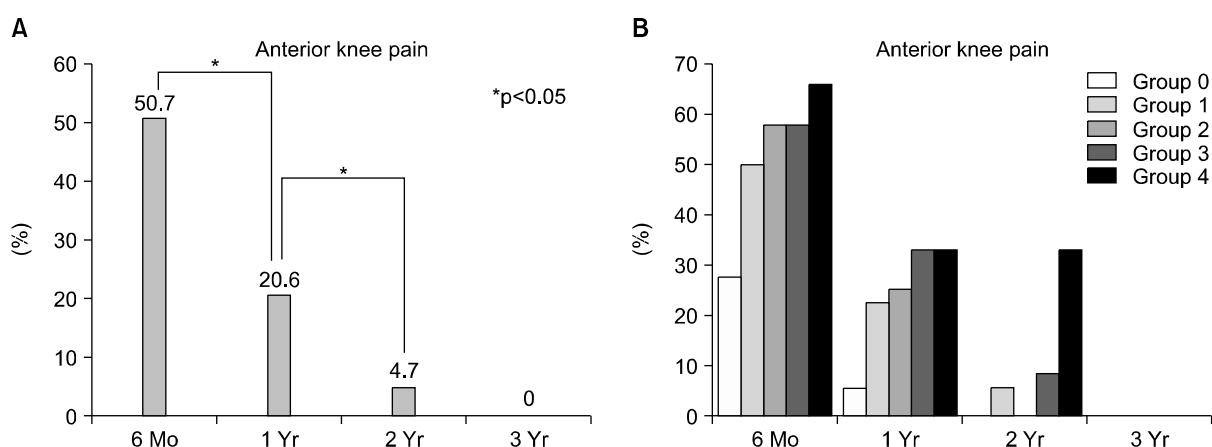 A
Anterior knee pain
60
50
40
30
20
10
0
(%)
50.7
20.6
4.7
0
*
*
*p<0.05
6 Mo 1 Yr 2 Yr 3 Yr
B
Anterior knee pain
70
60
50
40
30
20
10
0
(%)
Group 0
Group 1
Group 2
Group 3
Group 4
6 Mo 1 Yr 2 Yr 3 Yr